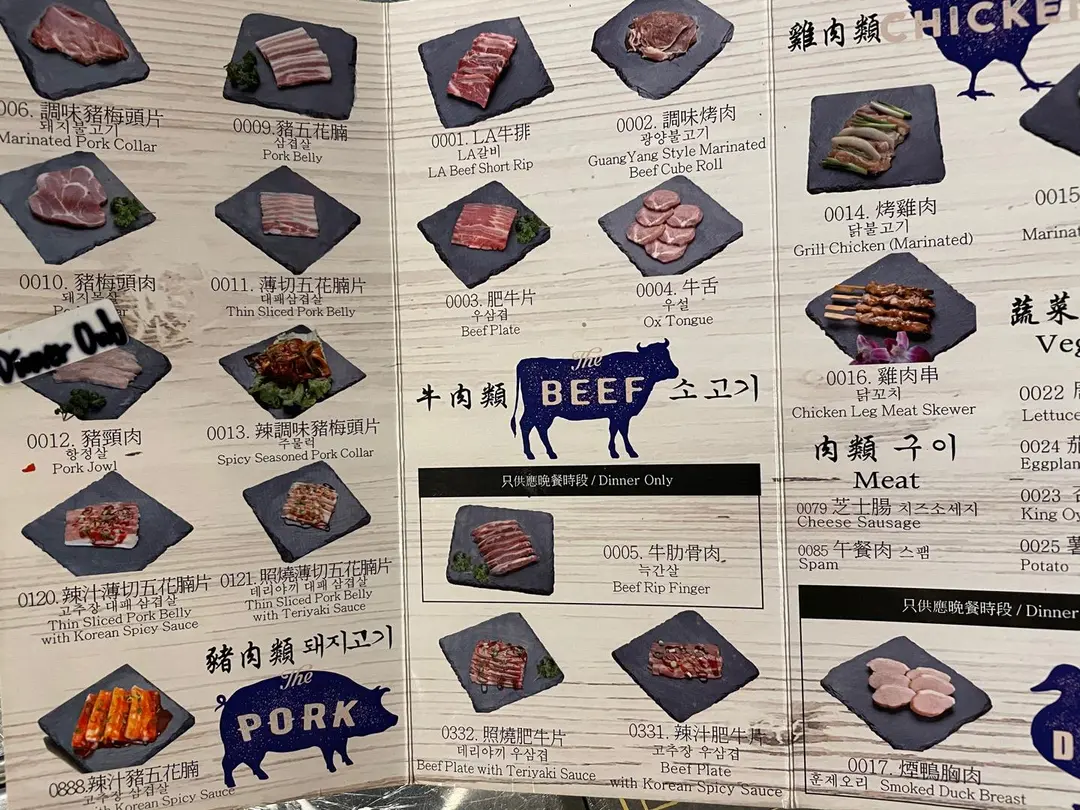 006. 調味豬梅頭片
돼지불고기
Marinated Pork Collar
0009.豬五花腩
삼겹살
Pork Belly
0010. 豬梅頭肉
돼지목살
0011. 薄切五花腩片
대패삼겹살
Thin Sliced Pork Belly
Dinner Only
0012. 豬頸肉
항정살
Pork Jowl
0013. 辣調味豬梅頭片
주물럭
Spicy Seasoned Pork Collar
0120. 辣汁薄切五花腩片
고추장 대패 삼겹살
Thin Sliced Pork Belly
with Korean Spicy Sauce
0121. 照燒薄切五花腩片
데리야끼 대패 삼겹살
Thin Sliced Pork Belly
with Teriyaki Sauce
豬肉類 돼지고기
The
PORK
0888.辣汁豬五花腩
고추장 삼겹살
with Korean Spicy Sauce
0001. LA牛排
LA갈비
LA Beef Short Rip
0002. 調味烤肉
광양불고기
GuangYang Style Marinated
Beef Cube Roll
0003. 肥牛片
우삼겹
Beef Plate
0004. 牛舌
우설
Ox Tongue
牛肉類
The
BEEF
소고기
只供應晚餐時段 / Dinner Only
0005. 牛肋骨肉
늑간살
Beef Rip Finger
0332. 照燒肥牛片
데리야끼 우삼겹
Beef Plate with Teriyaki Sauce
0331. 辣汁肥牛片
고추장 우삼겹
Beef Plate
with Korean Spicy Sauce
雞肉類
CHICKE
0014. 烤雞肉
닭불고기
Grill Chicken (Marinated)
0015
Marinat
0016. 雞肉串
닭꼬치
Chicken Leg Meat Skewer
肉類 구이
Meat
0079 芝士腸 치즈소세지
Cheese Sausage
0085 午餐肉 스팸
Spam
蔬菜
Veg
0022
Lettuce
0024 茄
Eggplan
0023
King Oy
0025 薯
Potato
只供應晚餐時段 / Dinner
D
0017. 煙鴨胸肉
훈제오리 Smoked Duck Breast